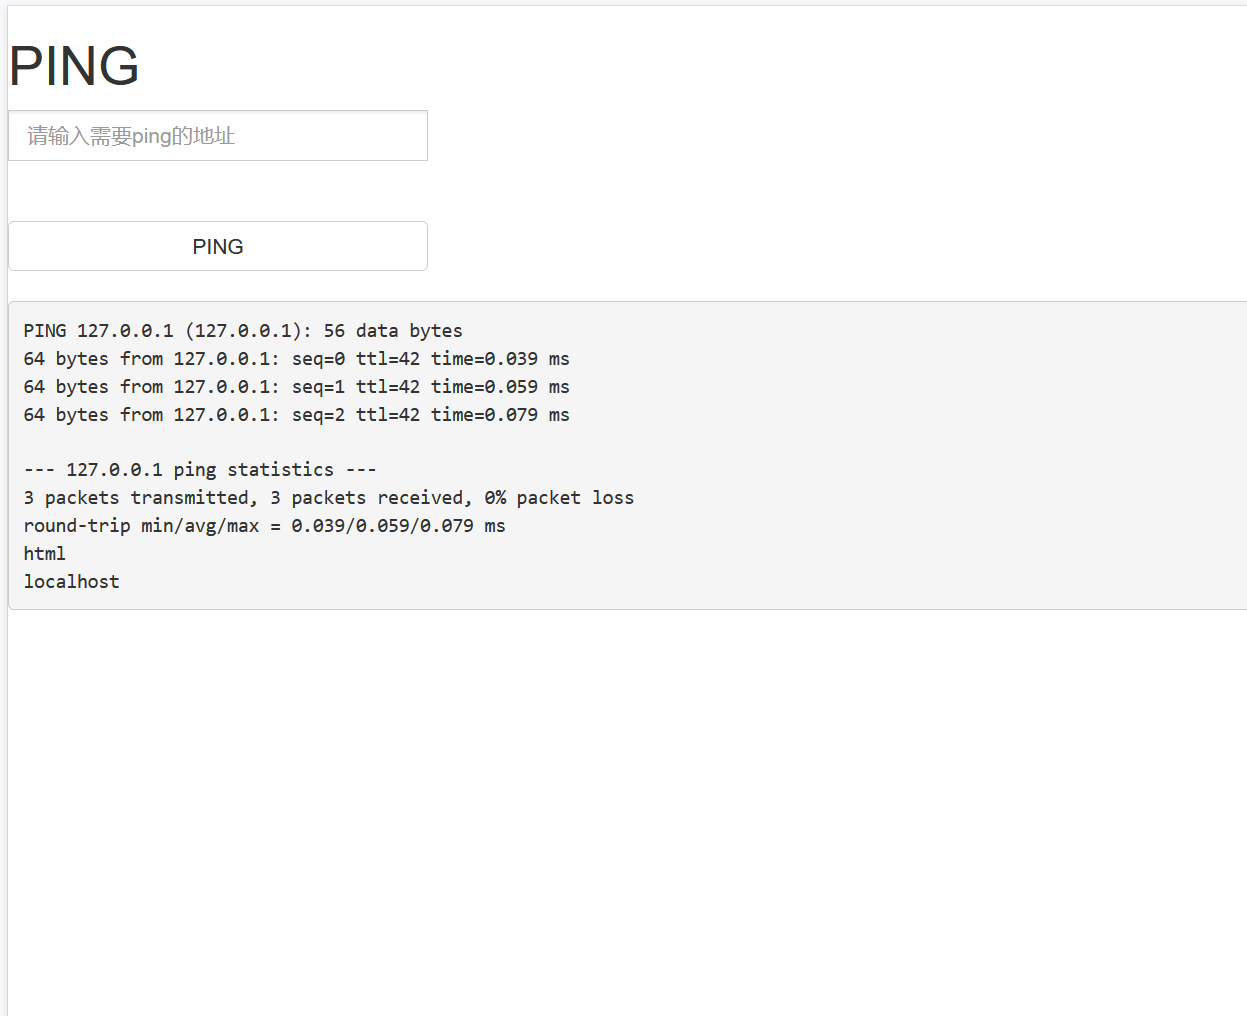 PING
请输入需要ping的地址
PING
PING 127.0.0.1 (127.0.0.1): 56 data bytes
64 bytes from 127.0.0.1: seq=0 ttl=42 time=0.039 ms
64 bytes from 127.0.0.1: seq=1 ttl=42 time=0.059 ms
64 bytes from 127.0.0.1: seq=2 ttl=42 time=0.079 ms
--- 127.0.0.1 ping statistics ---
3 packets transmitted, 3 packets received, 0% packet loss
round-trip min/avg/max = 0.039/0.059/0.079 ms
html
localhost